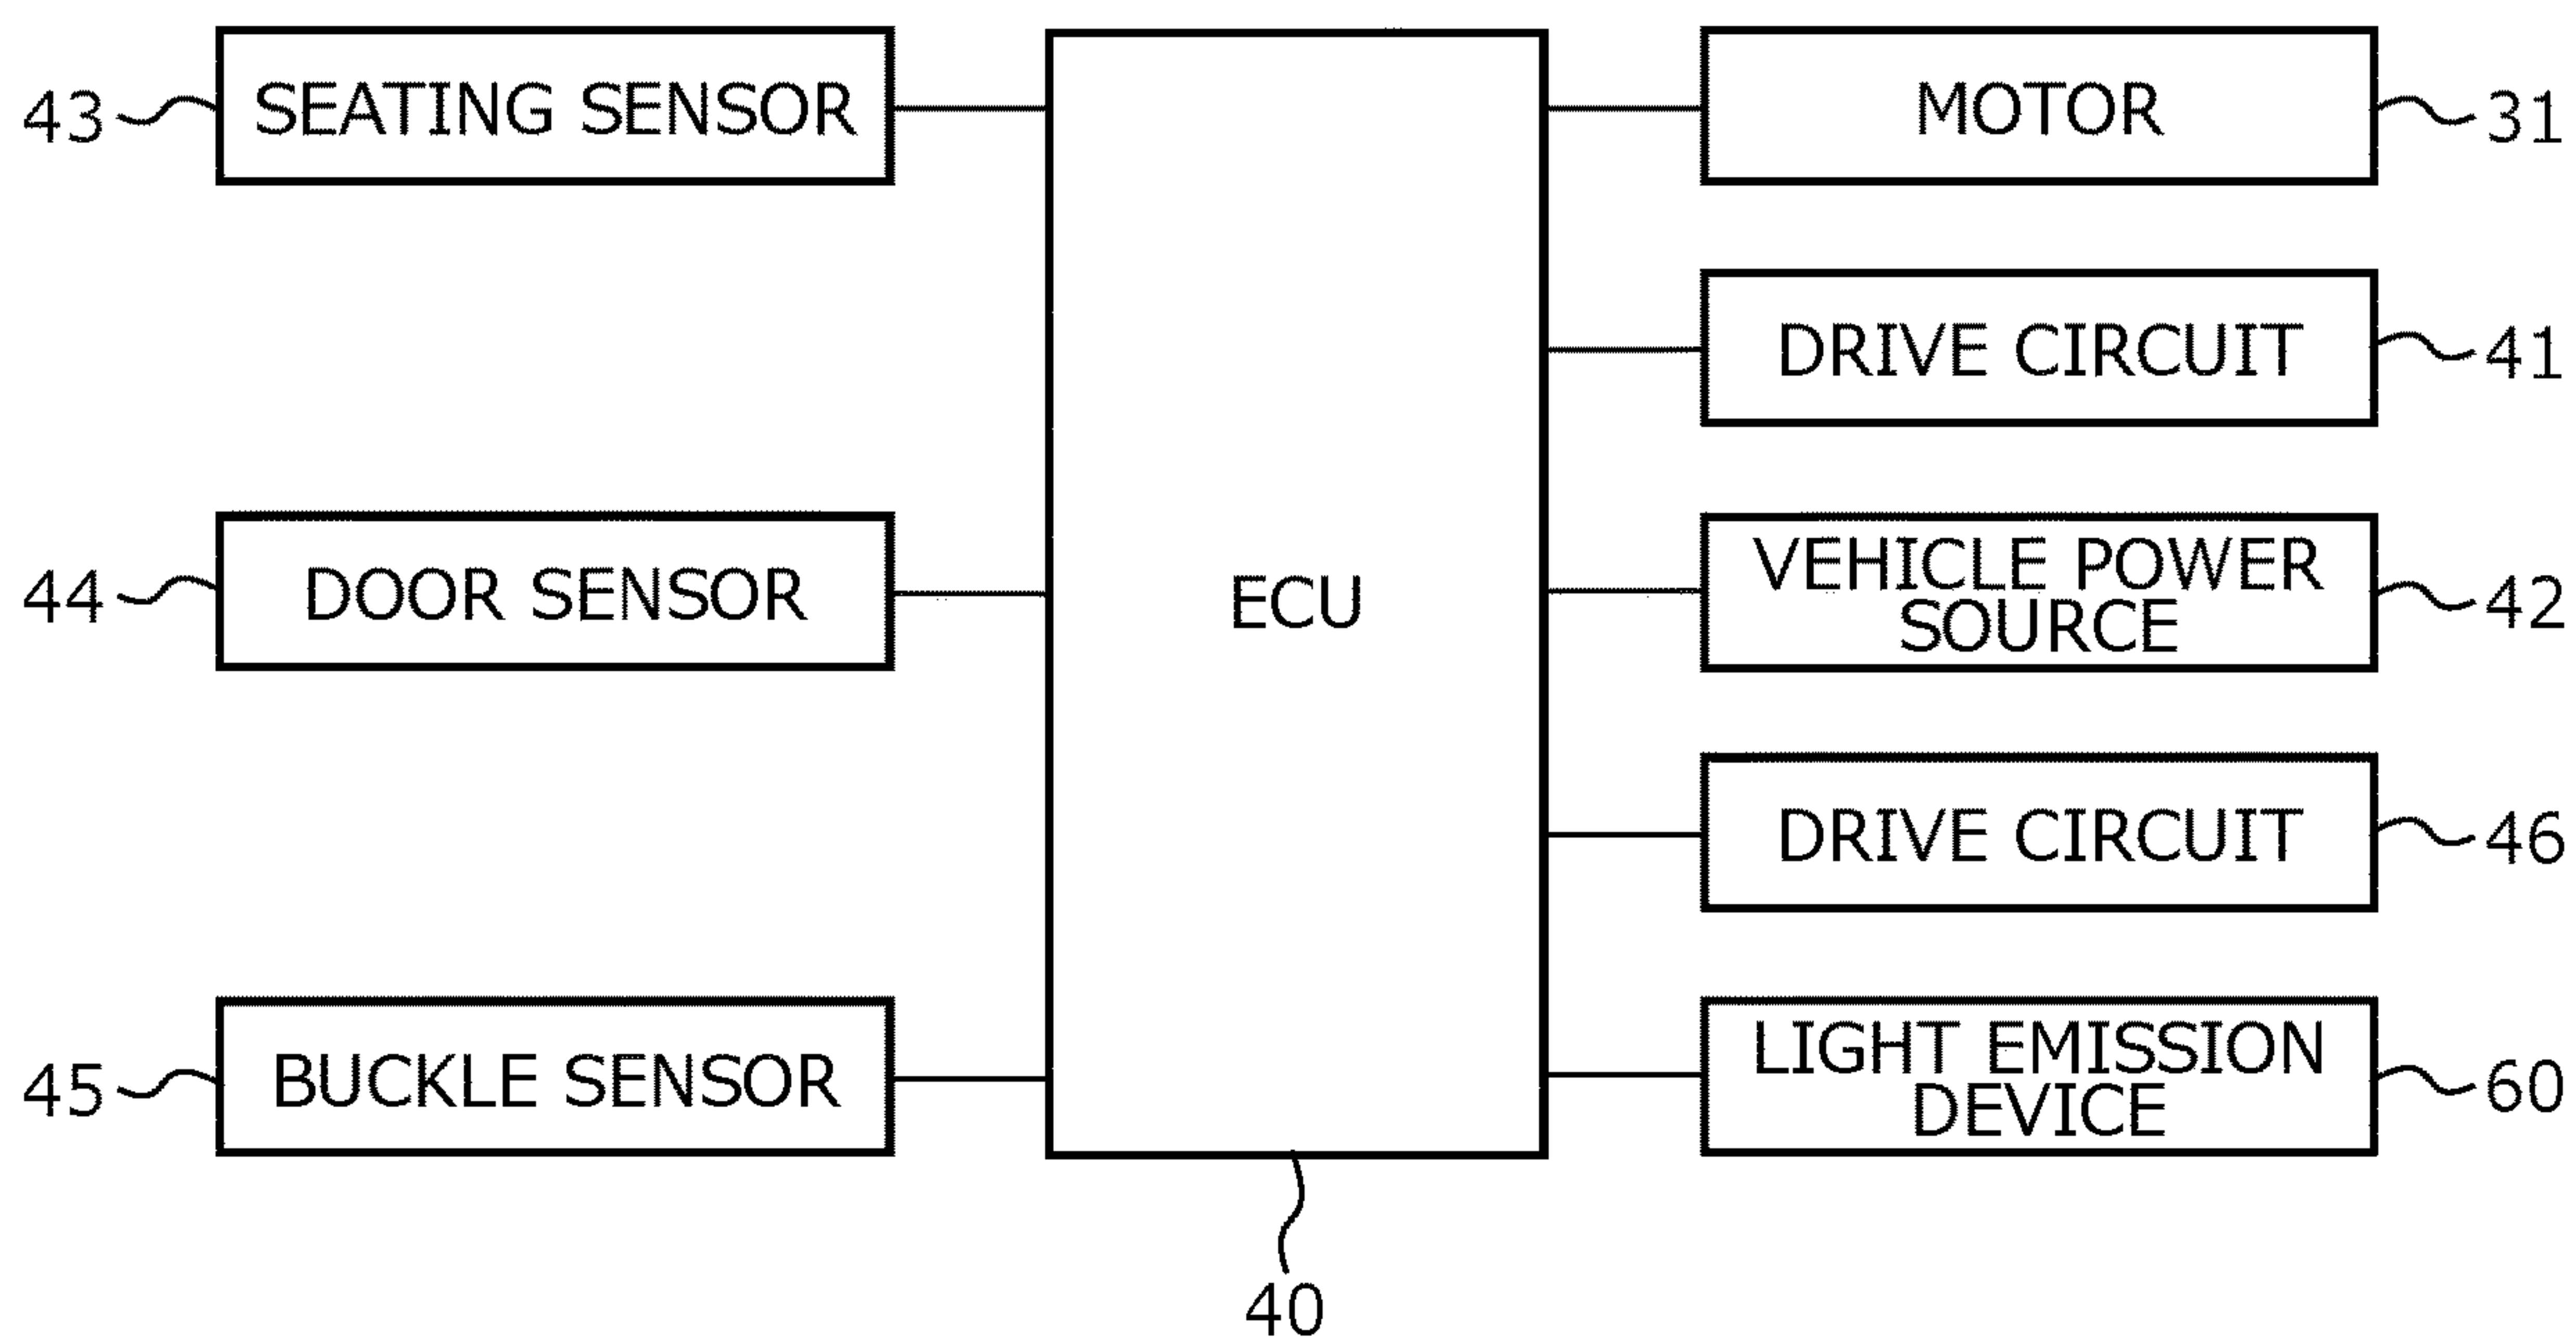 43 SEATING SENSOR
MOTOR 31
DRIVE CIRCUIT 41
44 DOOR SENSOR
ECU
VEHICLE POWER
SOURCE
42
DRIVE CIRCUIT 46
45 BUCKLE SENSOR
LIGHT EMISSION
DEVICE
60
40